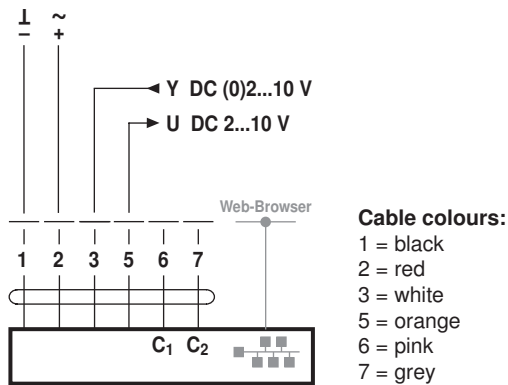 ⊥ ~
– +
Y DC (0)2...10 V
U DC 2...10 V
Web-Browser
1 2 3 5 6 7
C1 C2
Cable colours:
1 = black
2 = red
3 = white
5 = orange
6 = pink
7 = grey